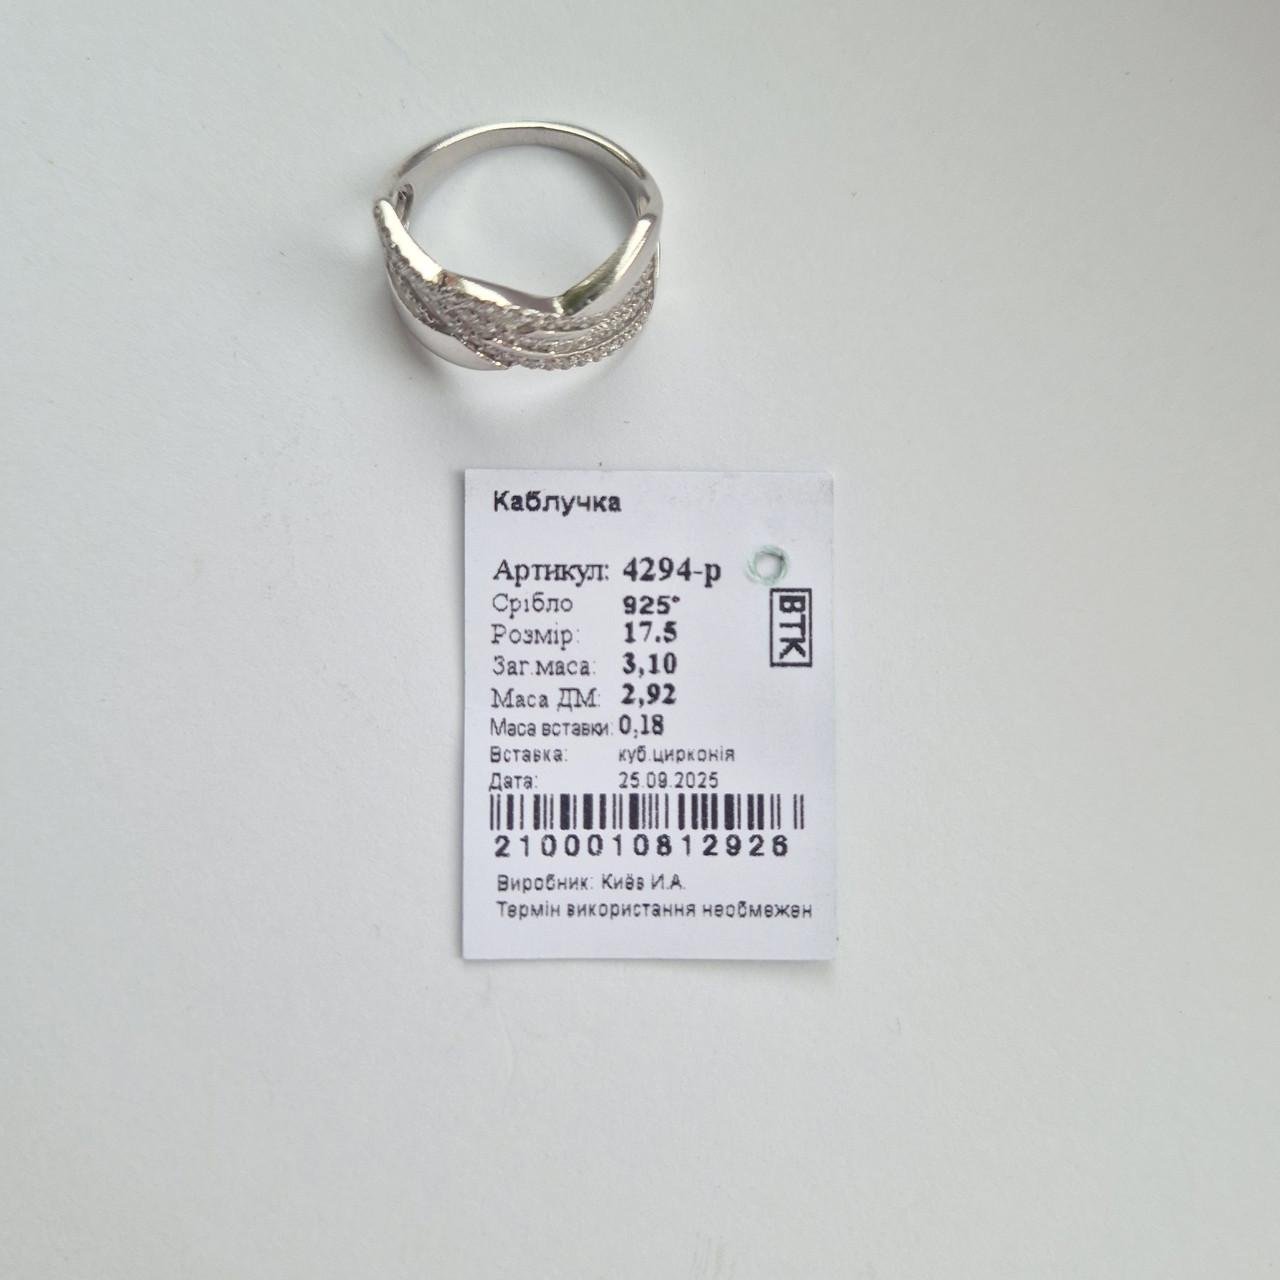 Каблучка
Артикул: 4294-р
Срібло 925°
Розмір: 17.5
Заг.маса: 3,10
Маса ДМ: 2,92
Маса вставки: 0,18
Вставка: куб.цирконія
Дата: 25.09.2025
2100010812926
Виробник: Киёв И.А.
Термін використання необмежен
ВТК